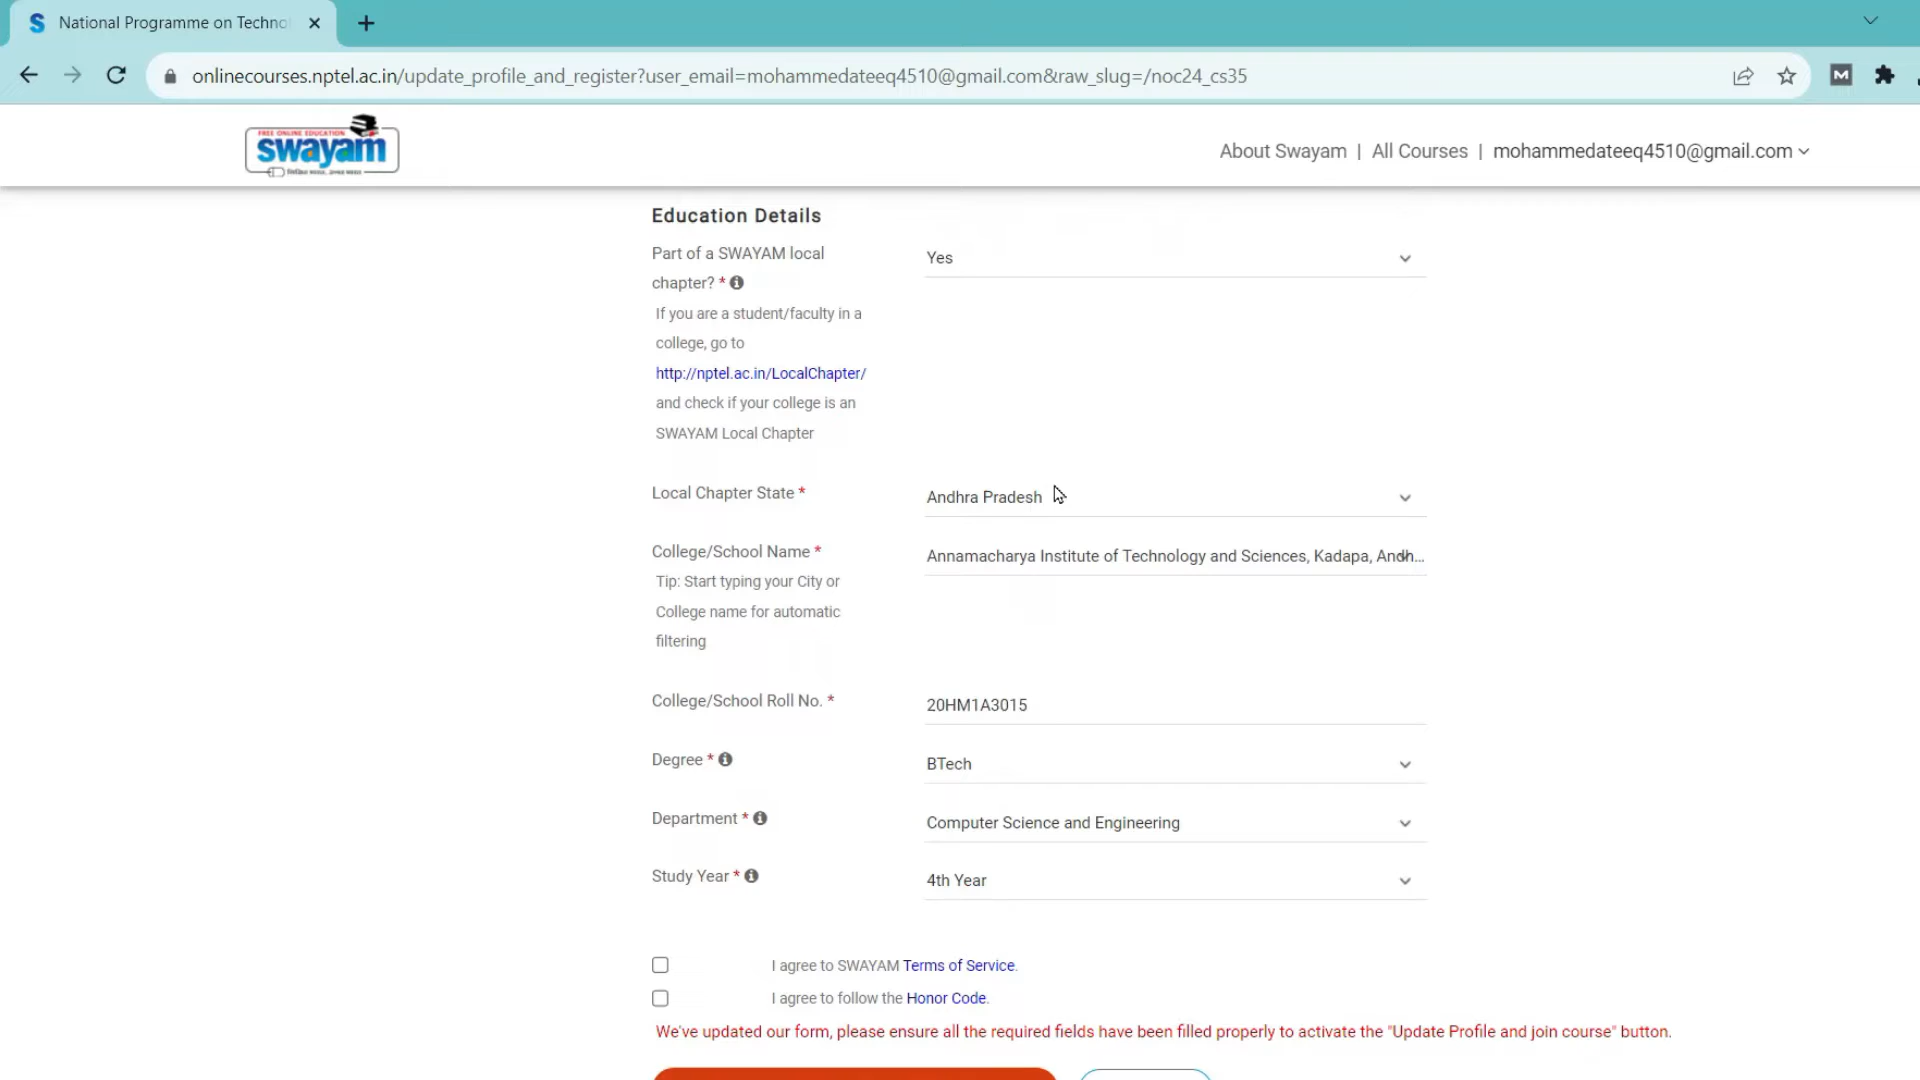 National Programme on Techno
onlinecourses.nptel.ac.in/update_profile_and_register?user_email=mohammedateeq4510@gmail.com&raw_slug=/noc24_cs35
M
FREE ONLINE EDUCATION
swayam
About Swayam | All Courses | mohammedateeq4510@gmail.com
Education Details
Part of a SWAYAM local
chapter? *
Yes
If you are a student/faculty in a
college, go to
http://nptel.ac.in/LocalChapter/
and check if your college is an
SWAYAM Local Chapter
Local Chapter State *
Andhra Pradesh
College/School Name *
Annamacharya Institute of Technology and Sciences, Kadapa, Andh...
Tip: Start typing your City or
College name for automatic
filtering
College/School Roll No. *
20HM1A3015
Degree *
BTech
Department *
Computer Science and Engineering
Study Year *
4th Year
I agree to SWAYAM Terms of Service.
I agree to follow the Honor Code.
We've updated our form, please ensure all the required fields have been filled properly to activate the "Update Profile and join course" button.